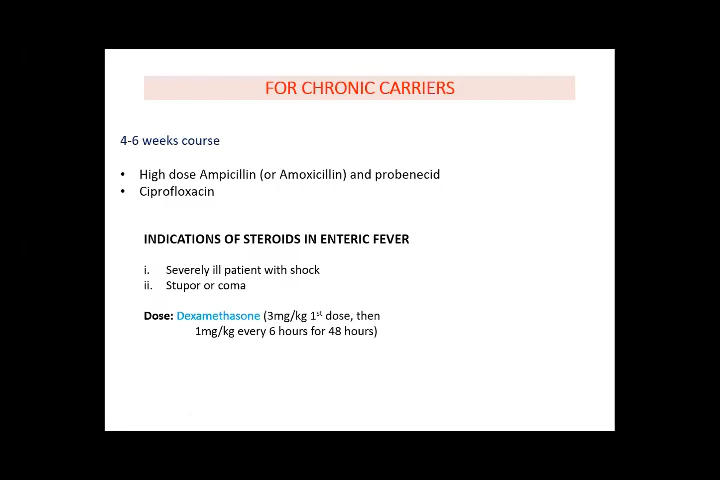 FOR CHRONIC CARRIERS
4-6 weeks course
• High dose Ampicillin (or Amoxicillin) and probenecid
• Ciprofloxacin
INDICATIONS OF STEROIDS IN ENTERIC FEVER
i. Severely ill patient with shock
ii. Stupor or coma
Dose: Dexamethasone (3mg/kg 1st dose, then
1mg/kg every 6 hours for 48 hours)